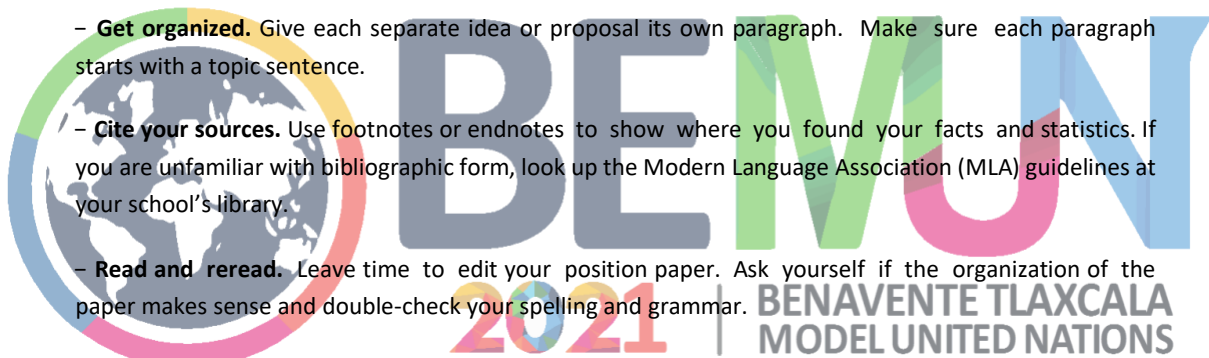 – Get organized. Give each separate idea or proposal its own paragraph. Make sure each paragraph
starts with a topic sentence.
– Cite your sources. Use footnotes or endnotes to show where you found your facts and statistics. If
you are unfamiliar with bibliographic form, look up the Modern Language Association (MLA) guidelines at
your school's library.
– Read and reread. Leave time to edit your position paper. Ask yourself if the organization of the
paper makes sense and double-check your spelling and grammar.
BEMUN
2021
BENAVENTE TLAXCALA
MODEL UNITED NATIONS